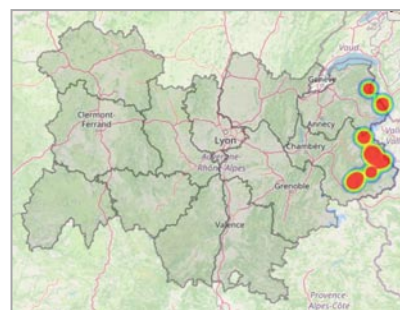 Vaud
Genève
Annecy
Clermont-
Ferrand
Lyon
Auvergne-
Rhône-Alpes
Chambéry
Grenoble
Valence
Provence-
Alpes-Côte